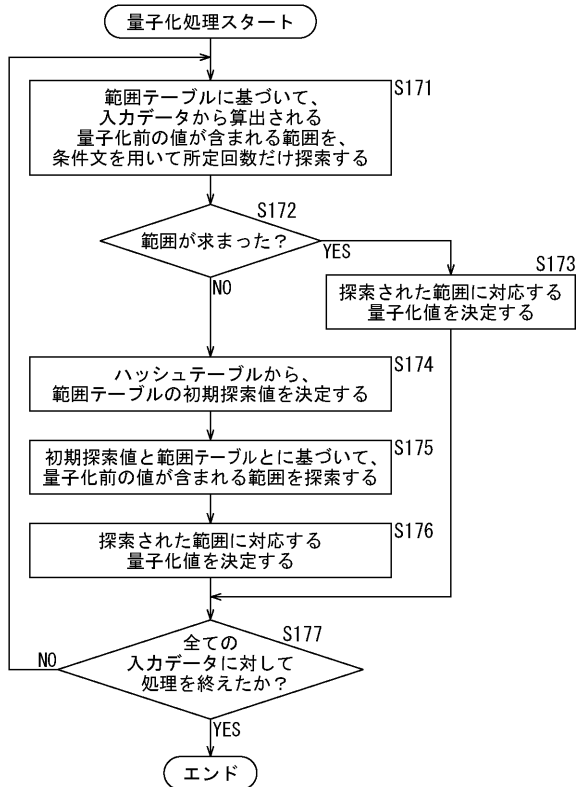 量子化処理スタート
S171
範囲テーブルに基づいて、
入力データから算出される
量子化前の値が含まれる範囲を、
条件文を用いて所定回数だけ探索する
S172
範囲が求まった？
YES
NO
S173
探索された範囲に対応する
量子化値を決定する
S174
ハッシュテーブルから、
範囲テーブルの初期探索値を決定する
S175
初期探索値と範囲テーブルとに基づいて、
量子化前の値が含まれる範囲を探索する
S176
探索された範囲に対応する
量子化値を決定する
S177
全ての
入力データに対して
処理を終えたか？
NO
YES
エンド